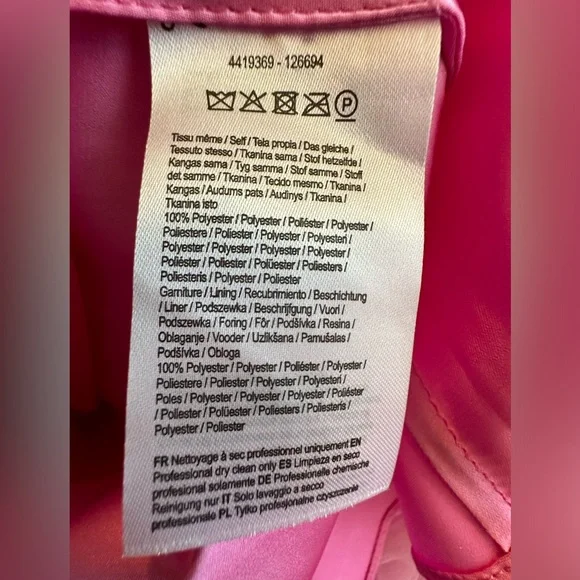 4419369 - 126694
P
Tissu même / Self / Tela propia / Das gleiche /
Tessuto stesso / Tkanina sama / Stof hetzelfde /
Kangas sama / Tyg samma / Stof samme / Stoff
det samme / Tkanina / Tecido mesmo / Tkanina /
Kangas / Audums pats / Audinys / Tkanina /
Tkanina isto
100% Polyester / Polyester / Poliéster / Polyester /
Poliestere / Poliester / Polyester / Polyesteri /
Polyester / Polyester / Polyester / Polyester /
Poliéster / Poliester / Polüester / Poliesters /
Poliesteris / Polyester / Poliester
Garniture / Lining / Recubrimiento / Beschichtung
/ Liner / Podszewka / Beschrijfgung / Vuori /
Podszewka / Foring / Fôr / Podšívka / Resina /
Oblaganje / Vooder / Uzlikšana / Pamušalas /
Podšívka / Obloga
100% Polyester / Polyester / Poliéster / Polyester /
Poliestere / Poliester / Polyester / Polyesteri /
Poles / Polyester / Polyester / Polyester / Poliéster
/ Poliester / Polüester / Poliesters / Poliesteris /
Polyester / Poliester
FR Nettoyage à sec professionnel uniquement EN
Professional dry clean only ES Limpieza en seco
profesional solamente DE Professionelle chemische
Reinigung nur IT Solo lavaggio a secco
professionale PL Tylko profesjonalne czyszczenie